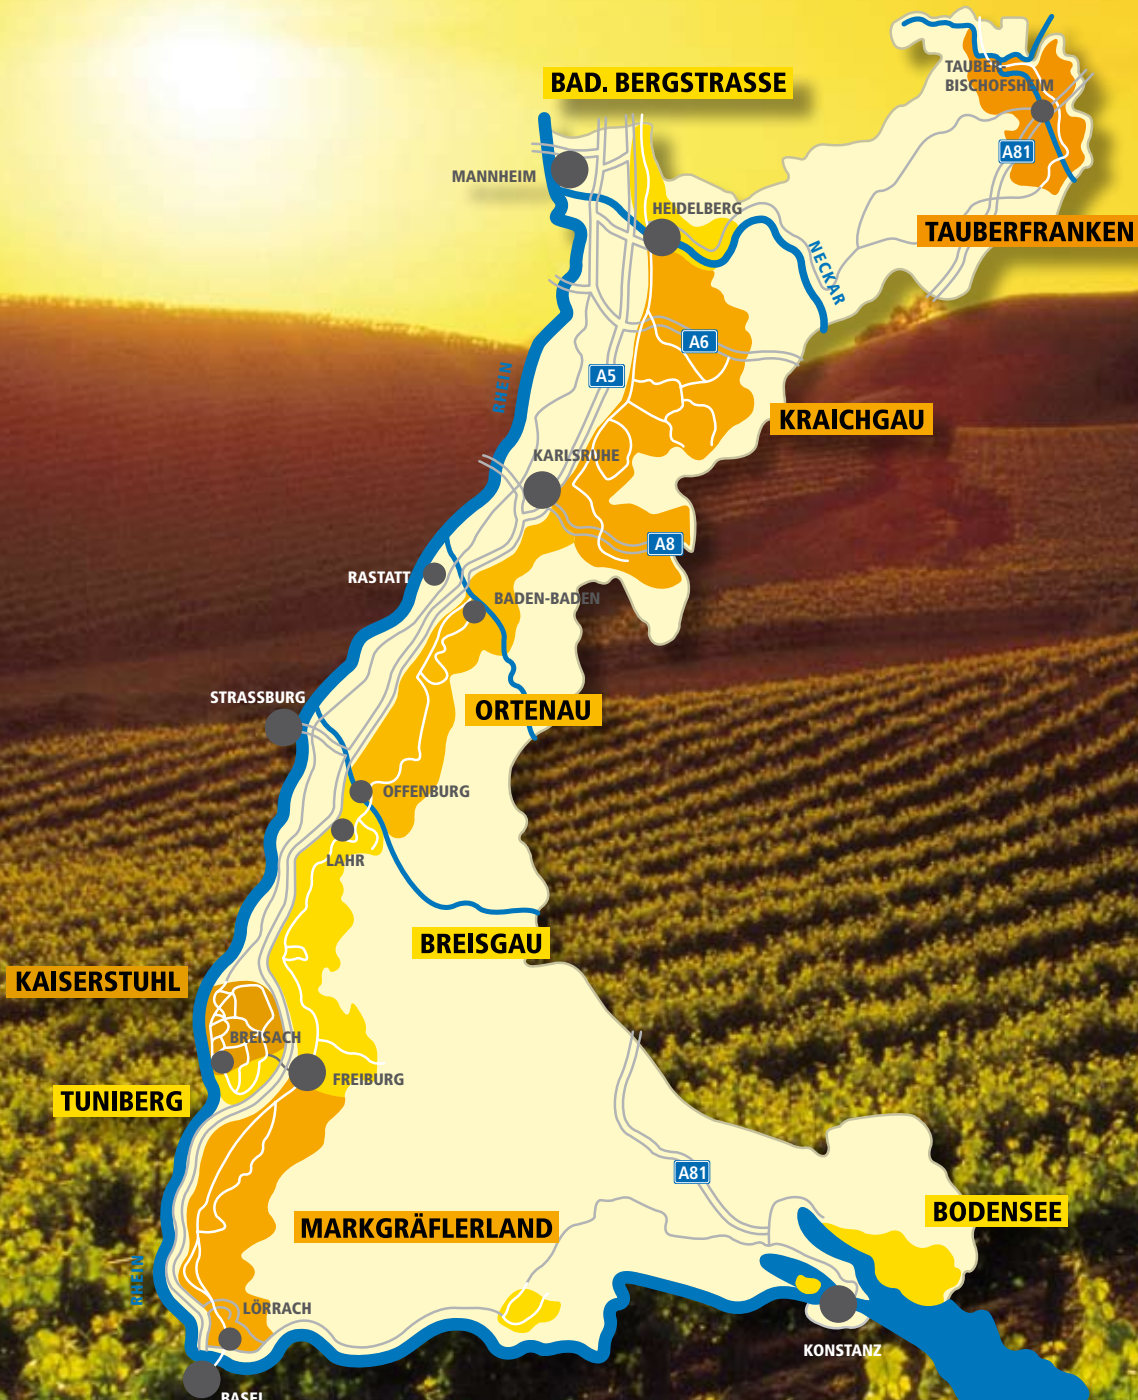 TAUBER-
BISCHOFSHEIM
BAD. BERGSTRASSE
A81
MANNHEIM
HEIDELBERG
TAUBERFRANKEN
NECKAR
A6
RHEIN
A5
KRAICHGAU
KARLSRUHE
A8
RASTATT
BADEN-BADEN
STRASSBURG
ORTENAU
OFFENBURG
LAHR
BREISGAU
KAISERSTUHL
BREISACH
FREIBURG
TUNIBERG
A81
BODENSEE
MARKGRÄFLERLAND
RHEIN
LÖRRACH
KONSTANZ
BASEL